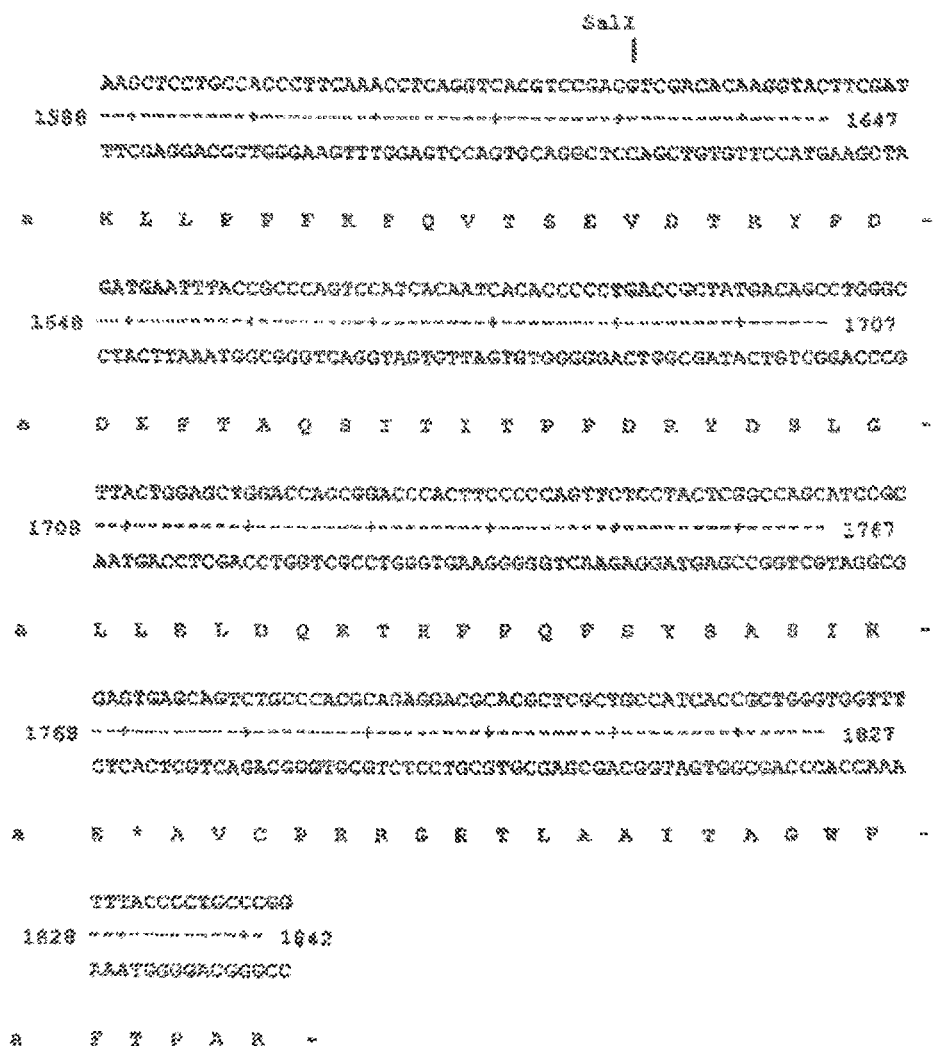 SalI
AAGCTCCTGCCACCCTTCAAACCTCAGGTCACGTCCGAGGTCGACACAAGGTACTTCGAT
1588 --+---------+---------+---------+---------+---------+------- 1647
TTCGAGGACGGTGGGAAGTTTGGAGTCCAGTGCAGGCTCCAGCTGTGTTCCATGAAGCTA
a K L L P P F K P Q V T S E V D T R Y F D -
GATGAATTTACCGCCCAGTCCATCACAATCACACCCCCTGACCGCTATGACAGCCTGGGC
1648 --+---------+---------+---------+---------+---------+------- 1707
CTACTTAAATGGCGGGTCAGGTAGTGTTAGTGTGGGGGACTGGCGATACTGTCGGACCCG
a D E F T A Q S I T I T P P D R Y D S L G -
TTACTGGAGCTGGACCAGCGGACCCACTTCCCCCAGTTCTCCTACTCGGCCAGCATCCGC
1708 --+---------+---------+---------+---------+---------+------- 1767
AATGACCTCGACCTGGTCGCCTGGGTGAAGGGGGTCAAGAGGATGAGCCGGTCGTAGGCG
a L L E L D Q R T H F P Q F S Y S A S I R -
GAGTGAGCAGTCTGCCCACGCAGAGGACGCACGCTCGCTGCCATCACCGCTGGGTGGTTT
1768 --+---------+---------+---------+---------+---------+------- 1827
CTCACTCGTCAGACGGGTGCGTCTCCTGCGTGCGAGCGACGGTAGTGGCGACCCACCAAA
a E * A V C P R R G R T L A A I T A G W F -
TTTACCCCTGCCCGG
1828 --+---------+-- 1842
AAATGGGGACGGGCC
a F T P A R -